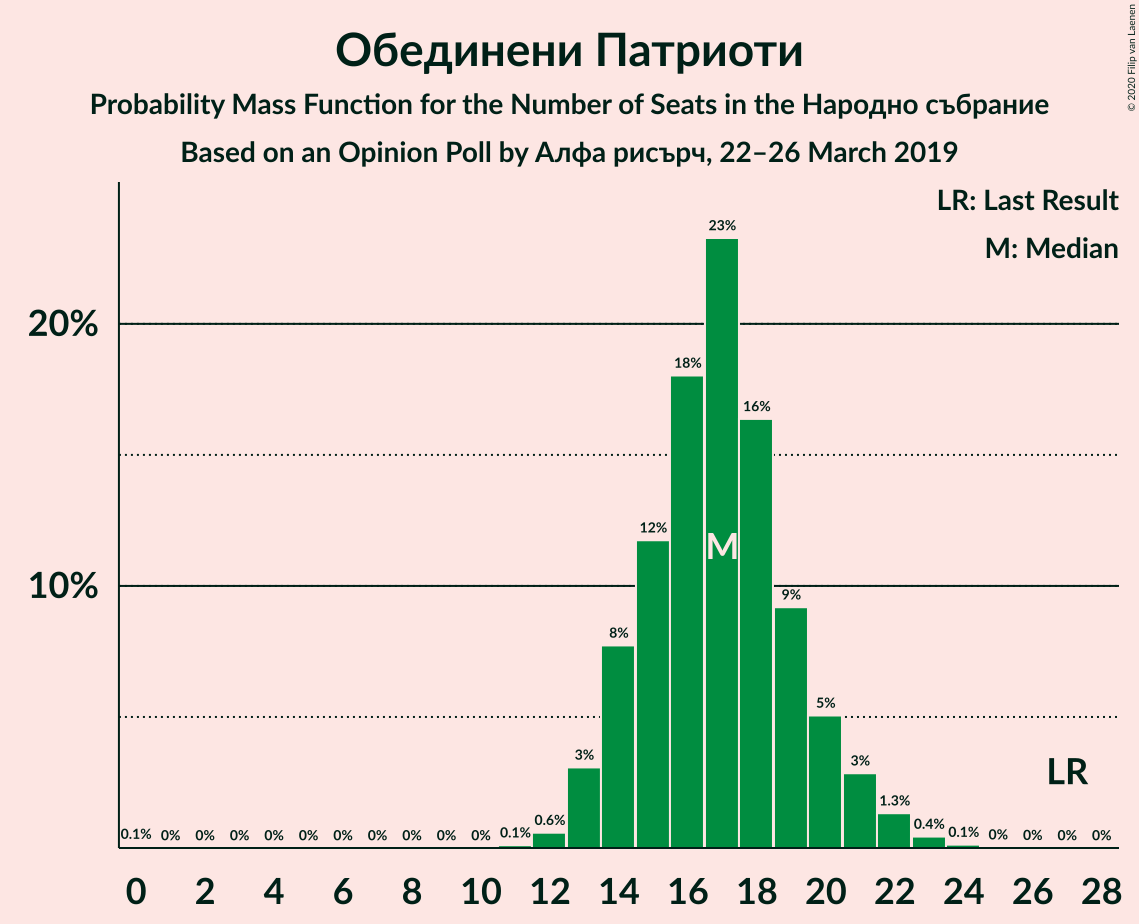 Обединени Патриоти
Probability Mass Function for the Number of Seats in the Народно събрание
Based on an Opinion Poll by Алфа рисърч, 22–26 March 2019
© 2020 Filip van Laenen
LR: Last Result
M: Median
20%
10%
0.1% 0% 0% 0% 0% 0% 0% 0% 0% 0% 0% 0.1% 0.6% 3% 8% 12% 18% 23% 16% 9% 5% 3% 1.3% 0.4% 0.1% 0% 0% 0% 0%
M
LR
0 2 4 6 8 10 12 14 16 18 20 22 24 26 28